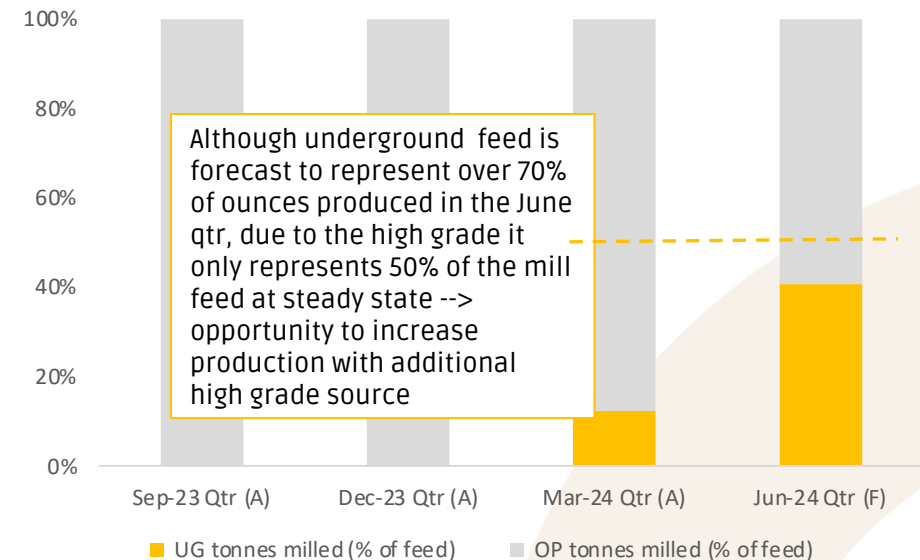 100%
80%
60%
40%
20%
0%
Although underground feed is
forecast to represent over 70%
of ounces produced in the June
qtr, due to the high grade it
only represents 50% of the mill
feed at steady state -->
opportunity to increase
production with additional
high grade source
Sep-23 Qtr (A)
Dec-23 Qtr (A)
Mar-24 Qtr (A)
Jun-24 Qtr (F)
UG tonnes milled (% of feed)
OP tonnes milled (% of feed)